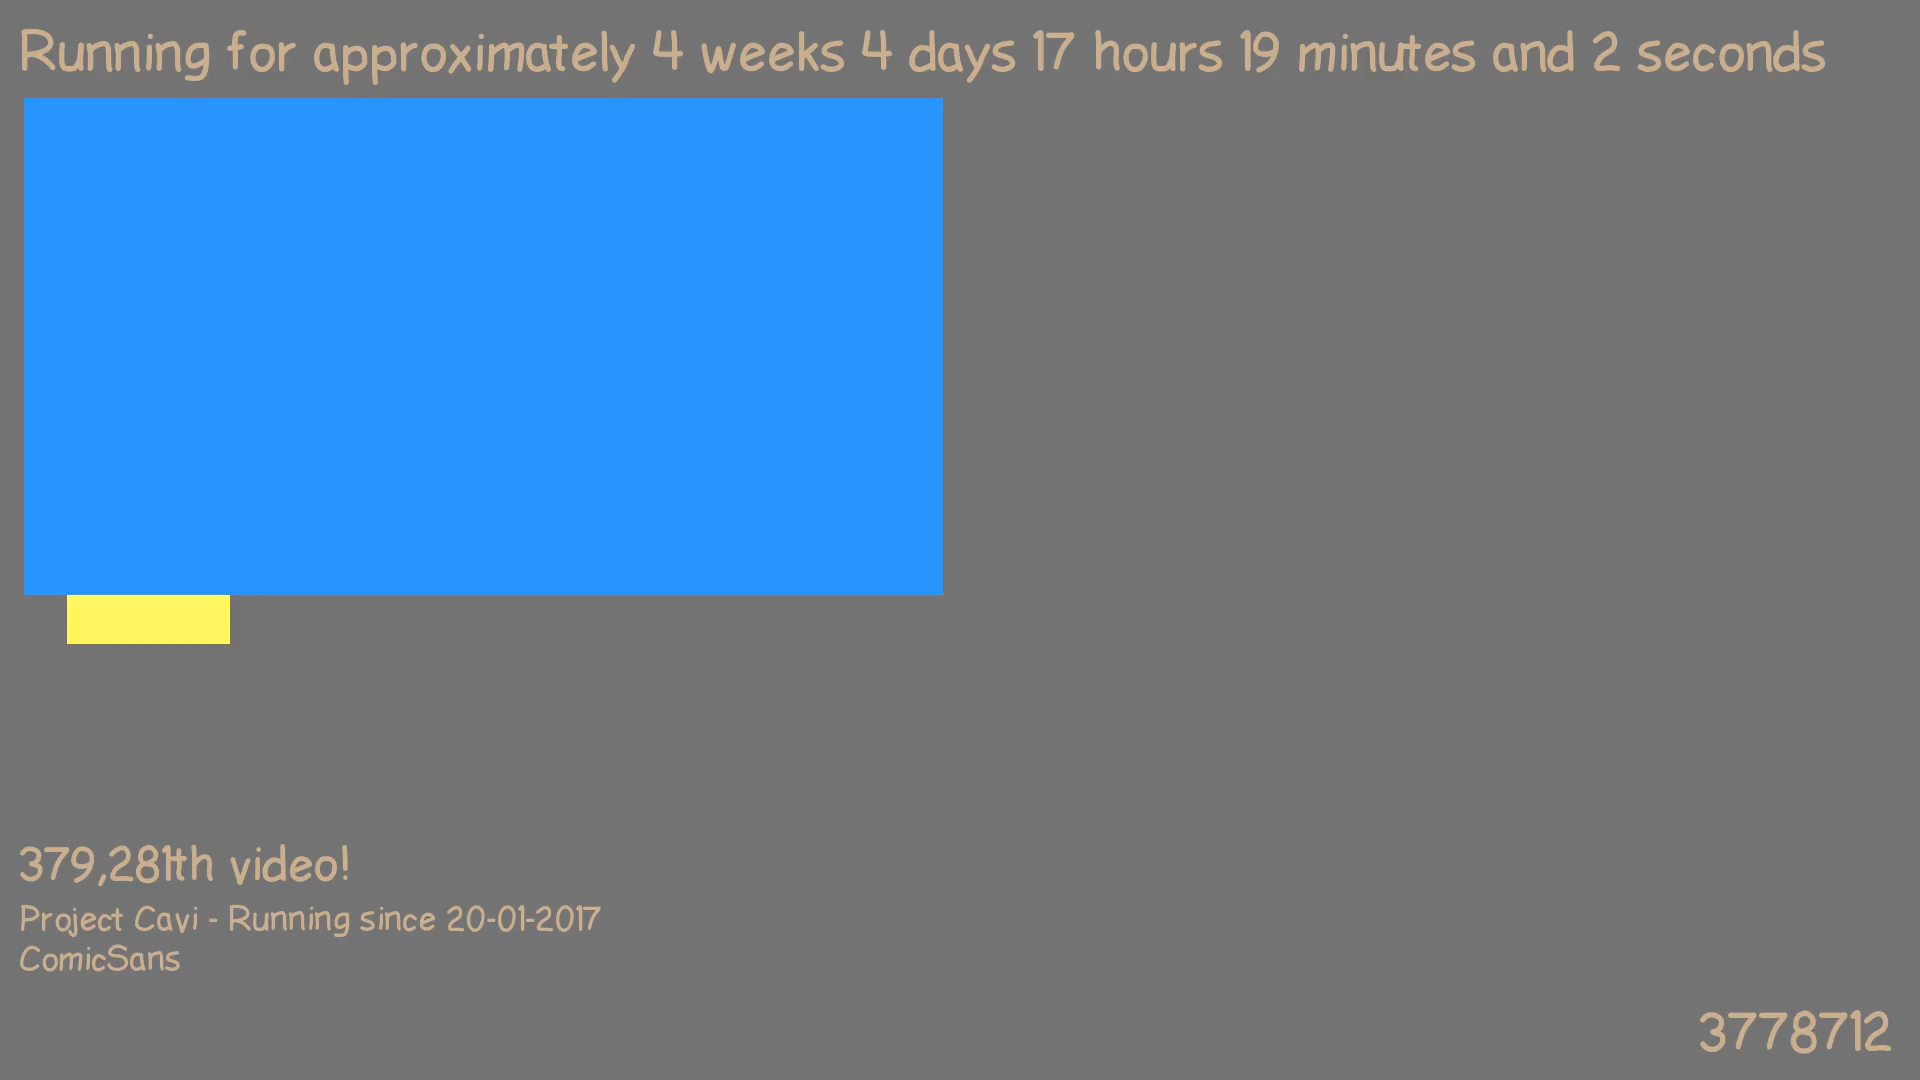 Running for approximately 4 weeks 4 days 17 hours 19 minutes and 2 seconds
379,281th video!
Project Cavi - Running since 20-01-2017
ComicSans
3778712